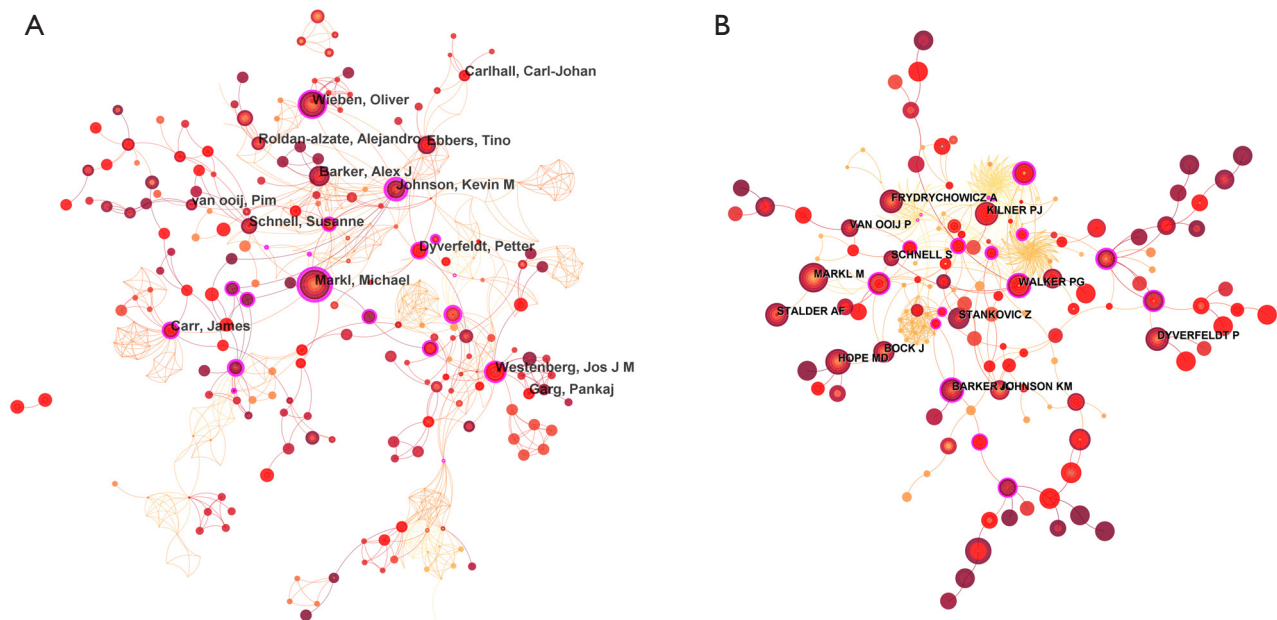 A
Carlhall, Carl-Johan
Wieben, Oliver
Roldan-alzate, Alejandro
Ebbers, Tino
Barker, Alex J
Johnson, Kevin M
van ooij, Pim
Schnell, Susanne
Dyverfeldt, Petter
Markl, Michael
Carr, James
Westenberg, Jos J M
Garg, Pankaj
B
FRYDRYCHOWICZ A
KILNER PJ
VAN OOIJ P
SCHNELL S
MARKL M
WALKER PG
STALDER AF
STANKOVIC Z
DYVERFELDT P
BOCK J
HOPE MD
BARKER
JOHNSON KM